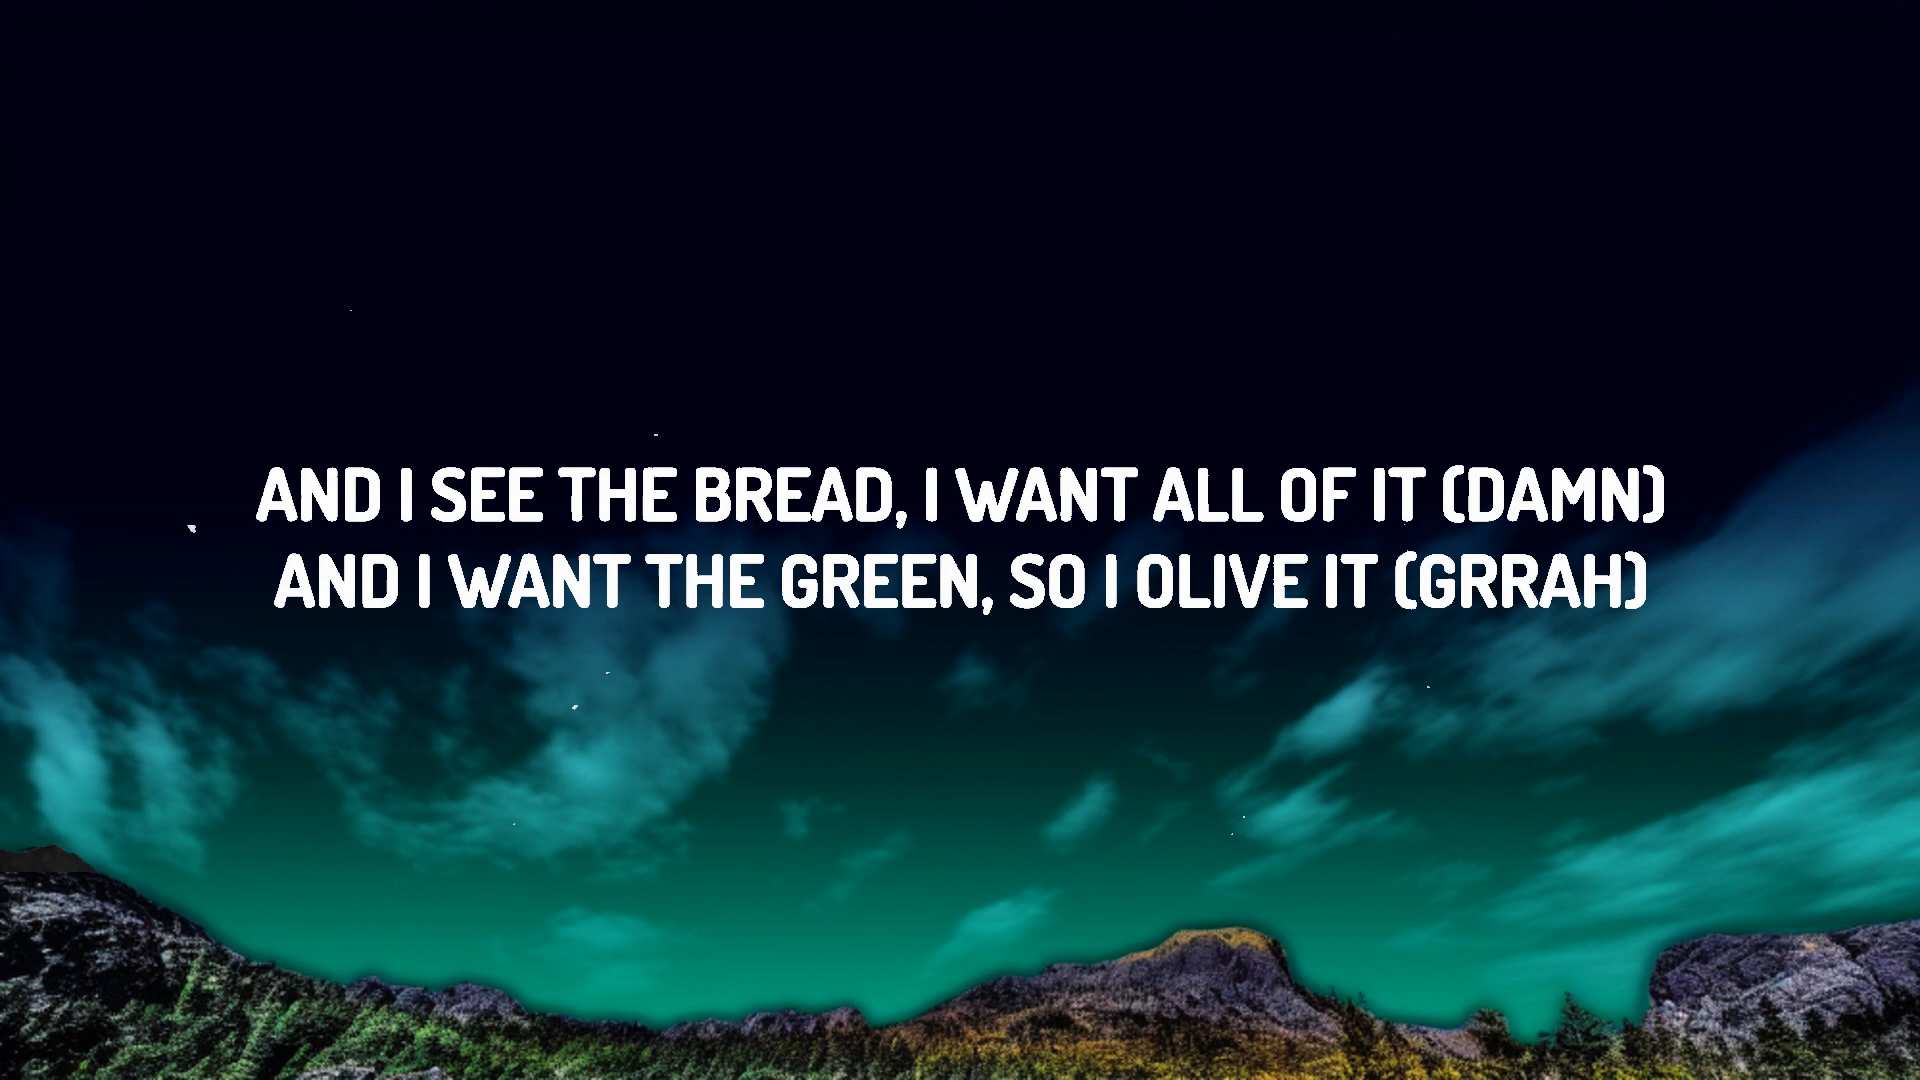 AND I SEE THE BREAD, I WANT ALL OF IT (DAMN)
AND I WANT THE GREEN, SO I OLIVE IT (GRRAH)